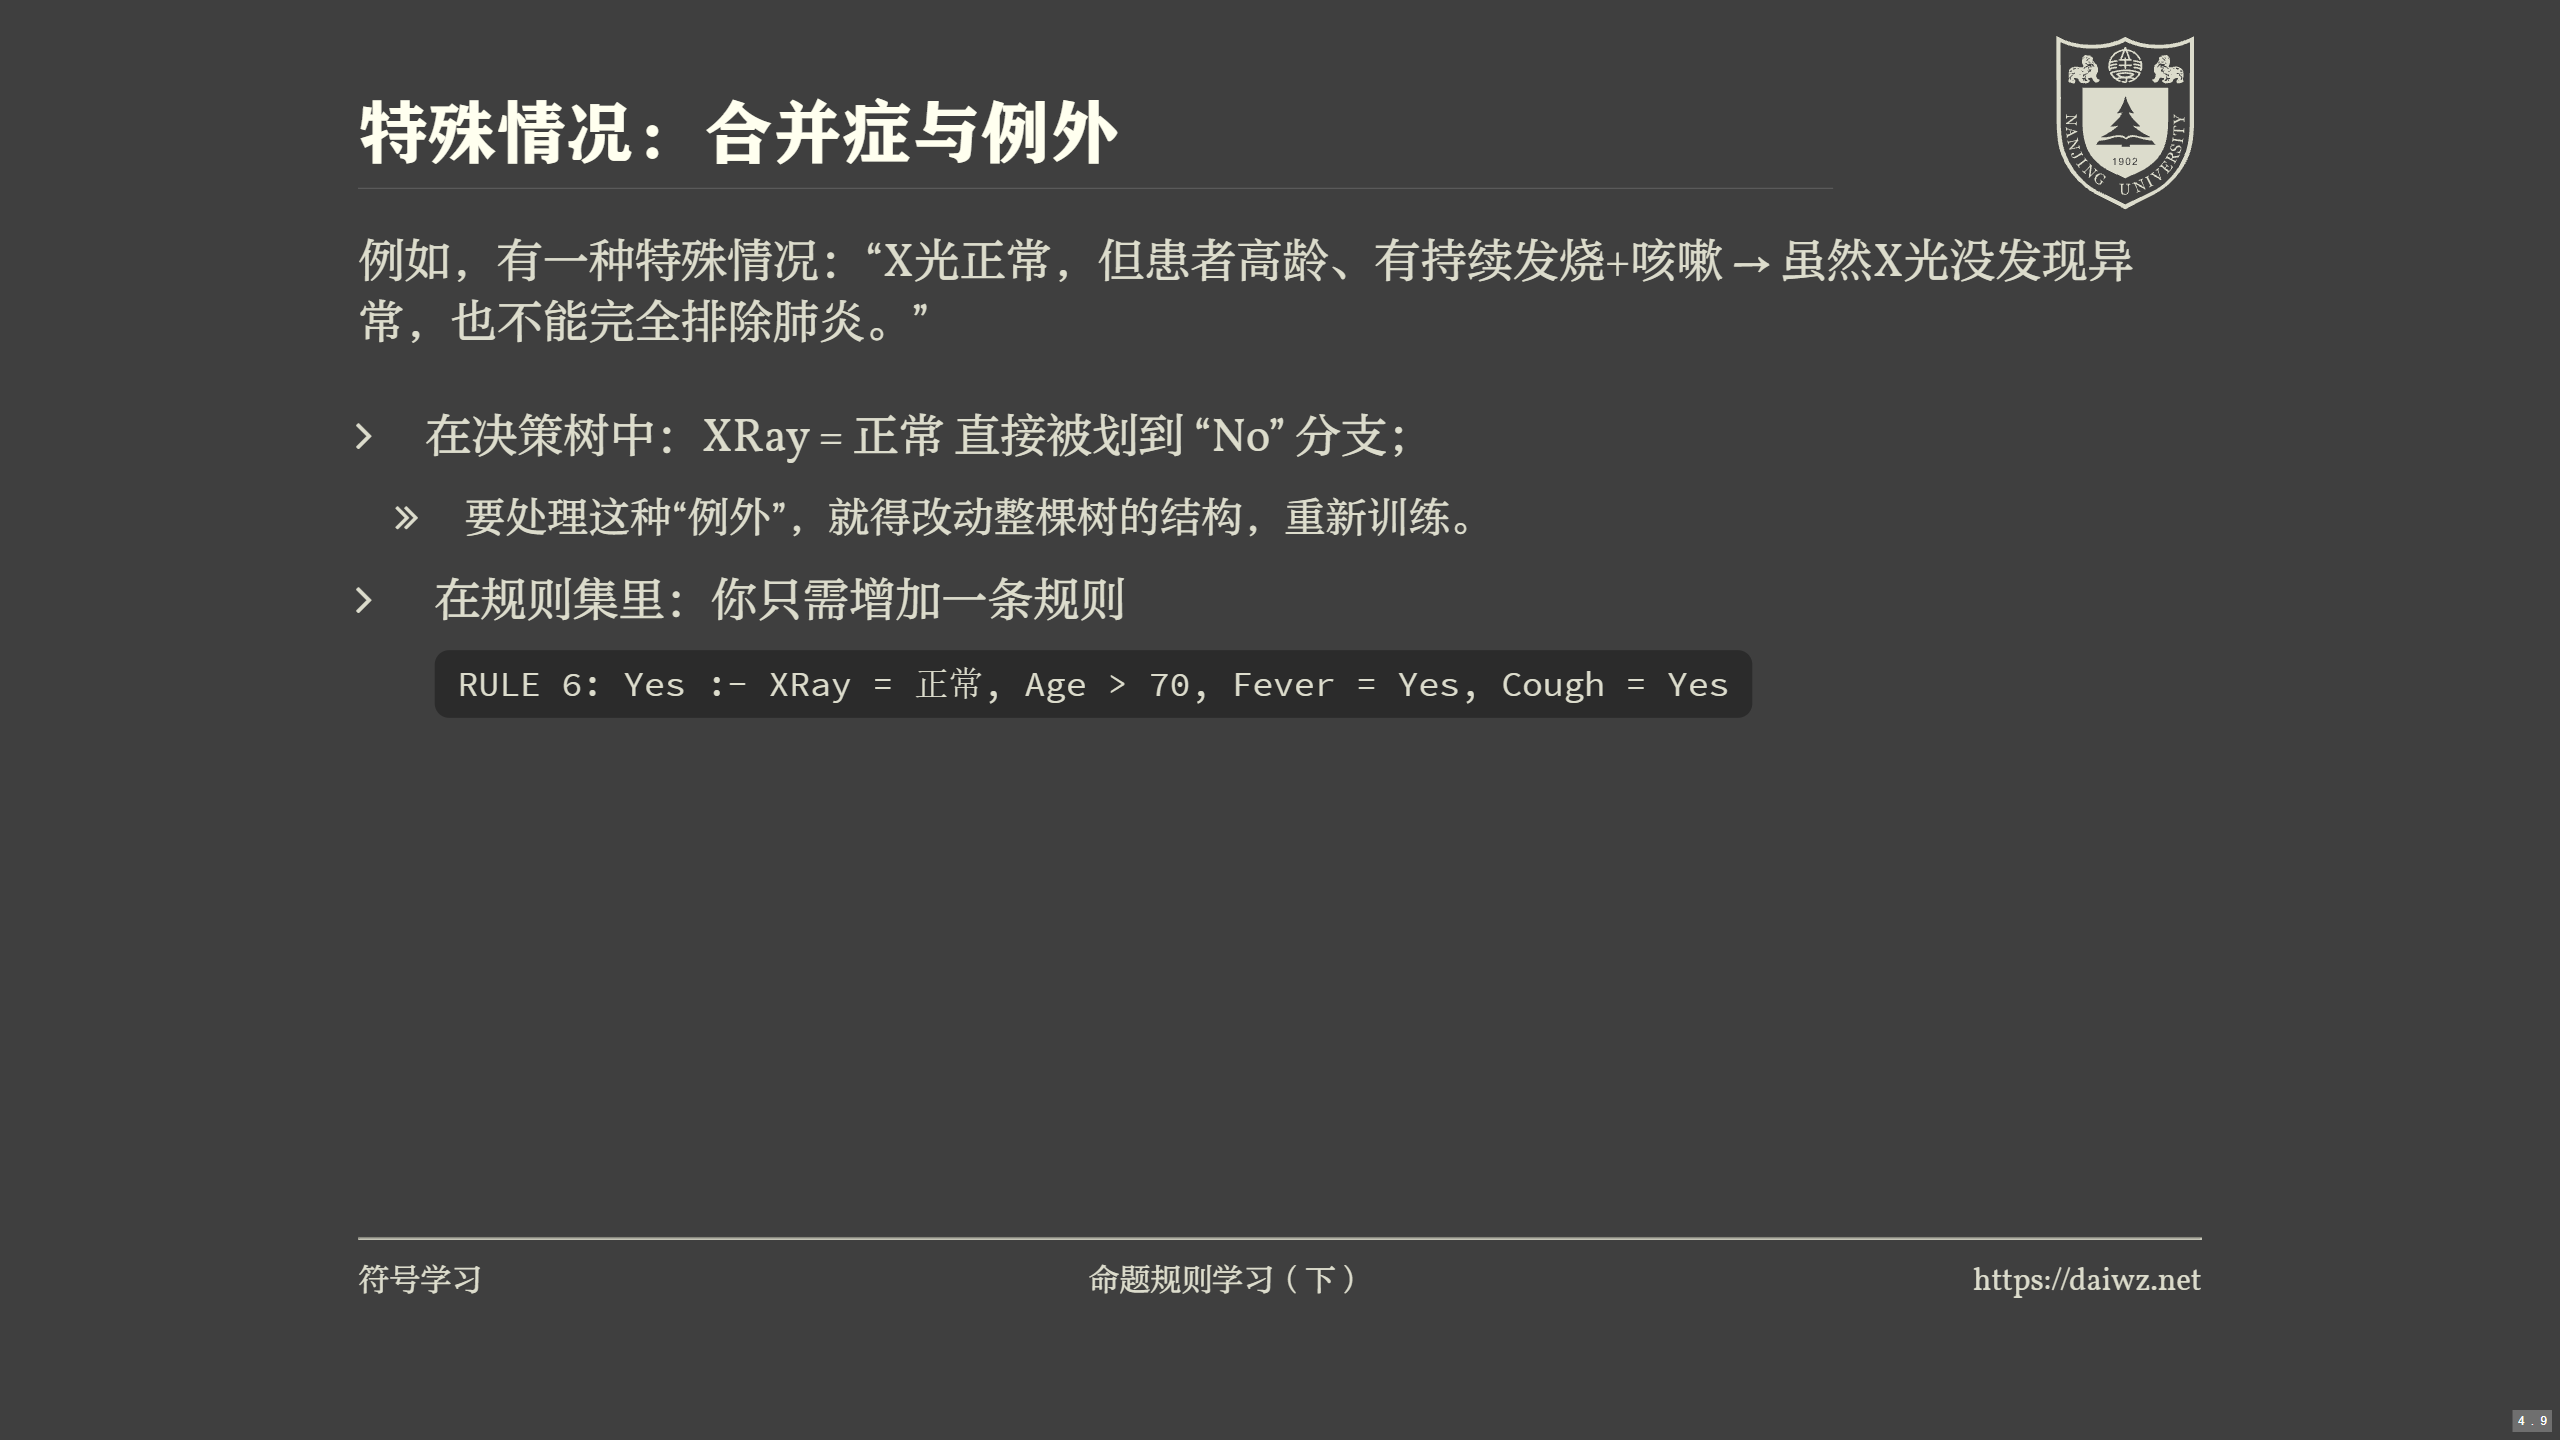 特殊情况：合并症与例外
NANJING UNIVERSITY
1902
例如，有一种特殊情况：“X光正常，但患者高龄、有持续发烧+咳嗽 → 虽然X光没发现异
常，也不能完全排除肺炎。”
在决策树中：XRay = 正常 直接被划到 “No” 分支；
要处理这种“例外”，就得改动整棵树的结构，重新训练。
在规则集里：你只需增加一条规则
RULE 6: Yes :- XRay = 正常, Age > 70, Fever = Yes, Cough = Yes
符号学习
命题规则学习（下）
https://daiwz.net
4.9